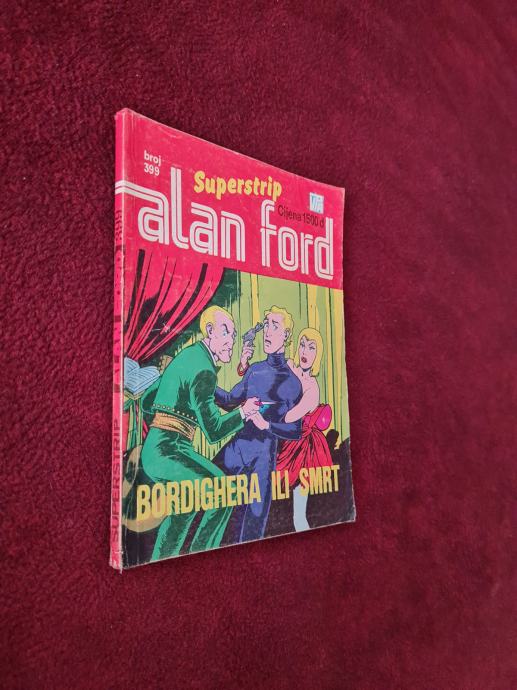 broj
399
Superstrip
Cijena 1500 d
alan ford
BORDIGHERA ILI SMRT
SUPERSTRIP